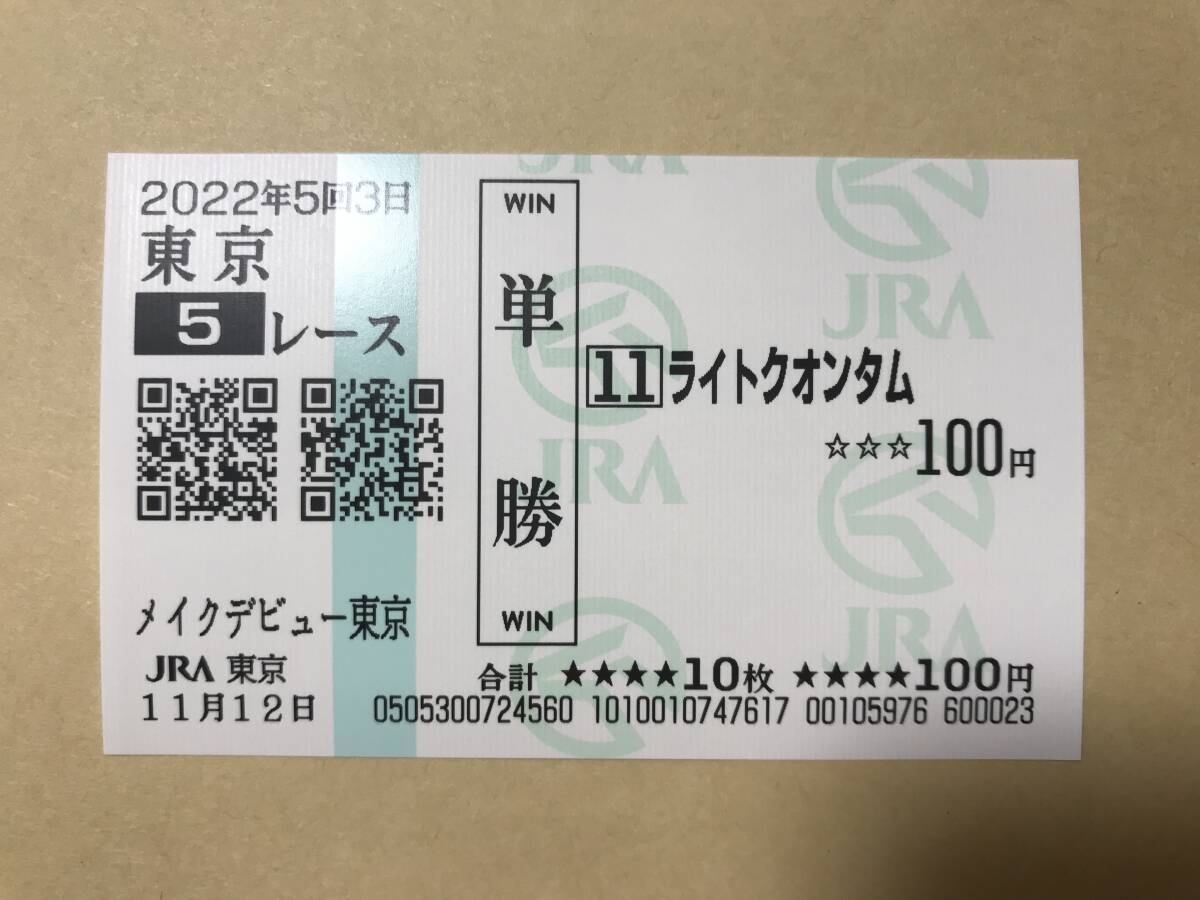 2022年5回3日
東京
5レース
メイクデビュー東京
JRA 東京
11月12日
WIN
単勝
WIN
11ライトクオンタム
☆☆☆100円
合計 ★★★★10枚 ★★★★100円
0505300724560 1010010747617 00105976 600023
JRA
JRA
JRA
JRA